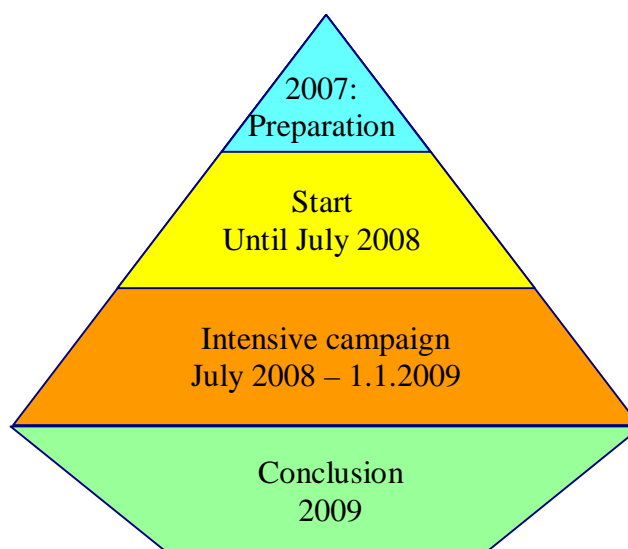 2007:
Preparation
Start
Until July 2008
Intensive campaign
July 2008 – 1.1.2009
Conclusion
2009